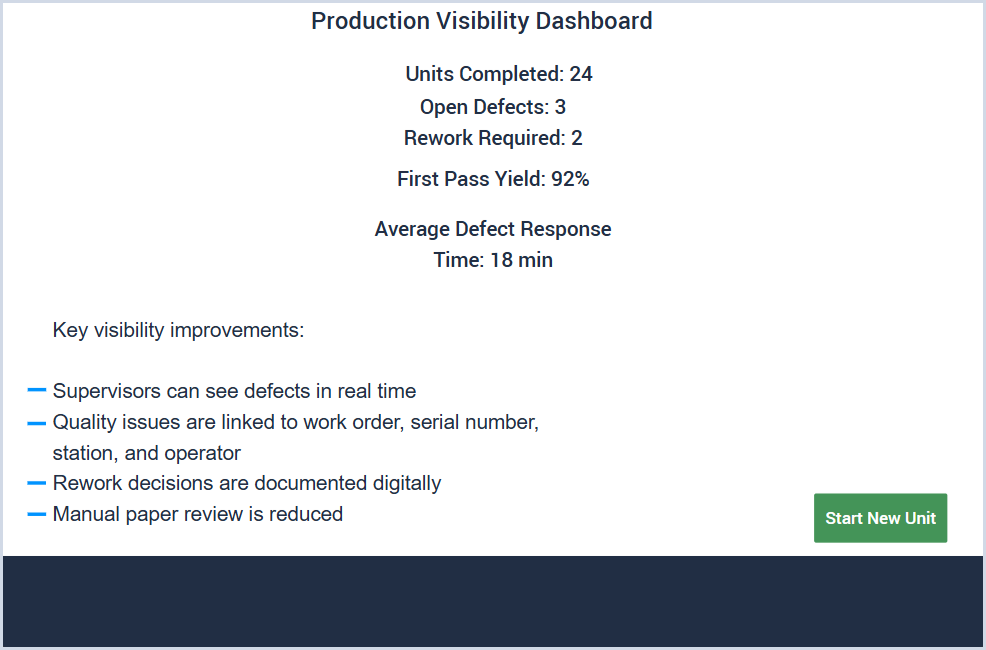 Production Visibility Dashboard
Units Completed: 24
Open Defects: 3
Rework Required: 2
First Pass Yield: 92%
Average Defect Response
Time: 18 min
Key visibility improvements:
Supervisors can see defects in real time
Quality issues are linked to work order, serial number,
station, and operator
Rework decisions are documented digitally
Manual paper review is reduced
Start New Unit